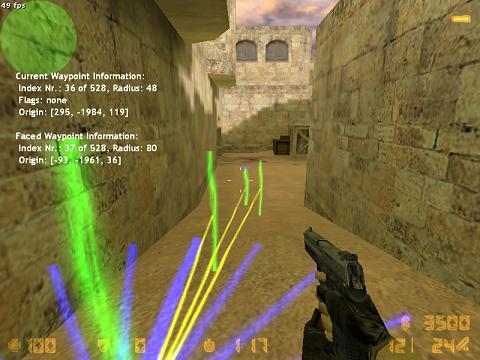 49 fps
Current Waypoint Information:
Index Nr.: 36 of 528, Radius: 48
Flags: none
Origin: [295, -1984, 119]
Faced Waypoint Information:
Index Nr.: 37 of 528, Radius: 80
Origin: [-93, -1961, 36]
3500
100 0 1:17 12 | 24